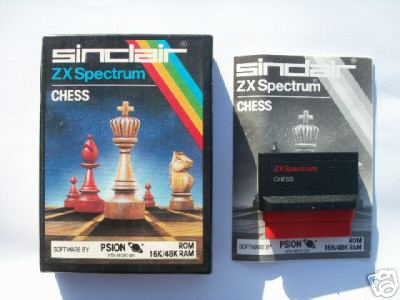 sinclair
ZX Spectrum
CHESS
SOFTWARE BY PSION
ROM
16K/48K RAM
sinclair
ZX Spectrum
CHESS
ZX Spectrum
CHESS
SOFTWARE BY PSION
ROM
16K/48K RAM